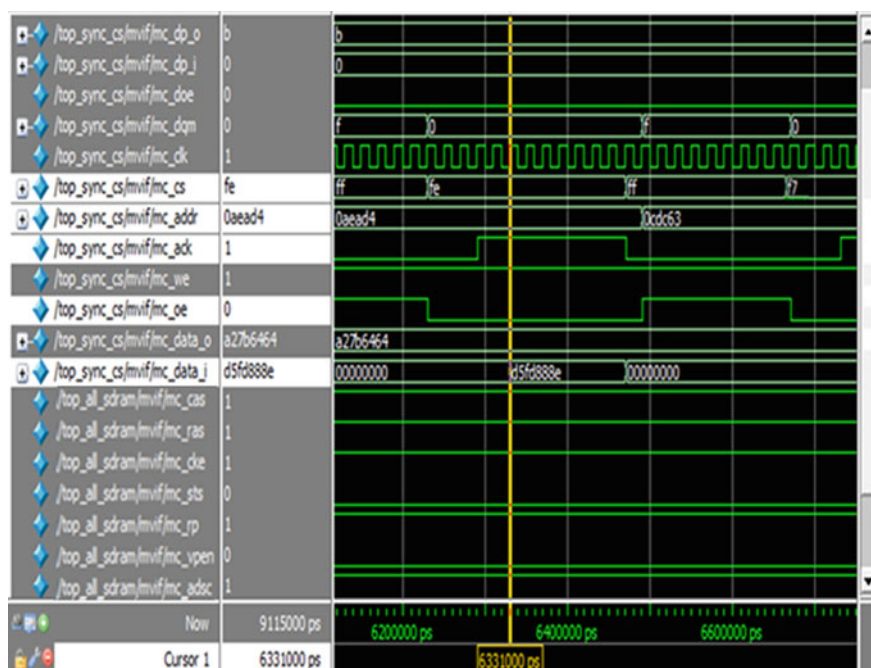 /top_sync_cs/mvif/mc_dp_o b b
/top_sync_cs/mvif/mc_dp_i 0 0
/top_sync_cs/mvif/mc_doe 0
/top_sync_cs/mvif/mc_dqm 0 f 0 f 0
/top_sync_cs/mvif/mc_clk 1
/top_sync_cs/mvif/mc_cs fe ff fe ff f7
/top_sync_cs/mvif/mc_addr 0aead4 0aead4 0cdc63
/top_sync_cs/mvif/mc_ack 1
/top_sync_cs/mvif/mc_we 1
/top_sync_cs/mvif/mc_oe 0
/top_sync_cs/mvif/mc_data_o a27b6464 a27b6464
/top_sync_cs/mvif/mc_data_i d5fd888e 00000000 d5fd888e 00000000
/top_all_sdram/mvif/mc_cas 1
/top_all_sdram/mvif/mc_ras 1
/top_all_sdram/mvif/mc_cke 1
/top_all_sdram/mvif/mc_sts 0
/top_all_sdram/mvif/mc_rp 1
/top_all_sdram/mvif/mc_vpen 0
/top_all_sdram/mvif/mc_adsc 1
Now 9115000 ps 6200000 ps 6400000 ps 6600000 ps
Cursor 1 6331000 ps 6331000 ps